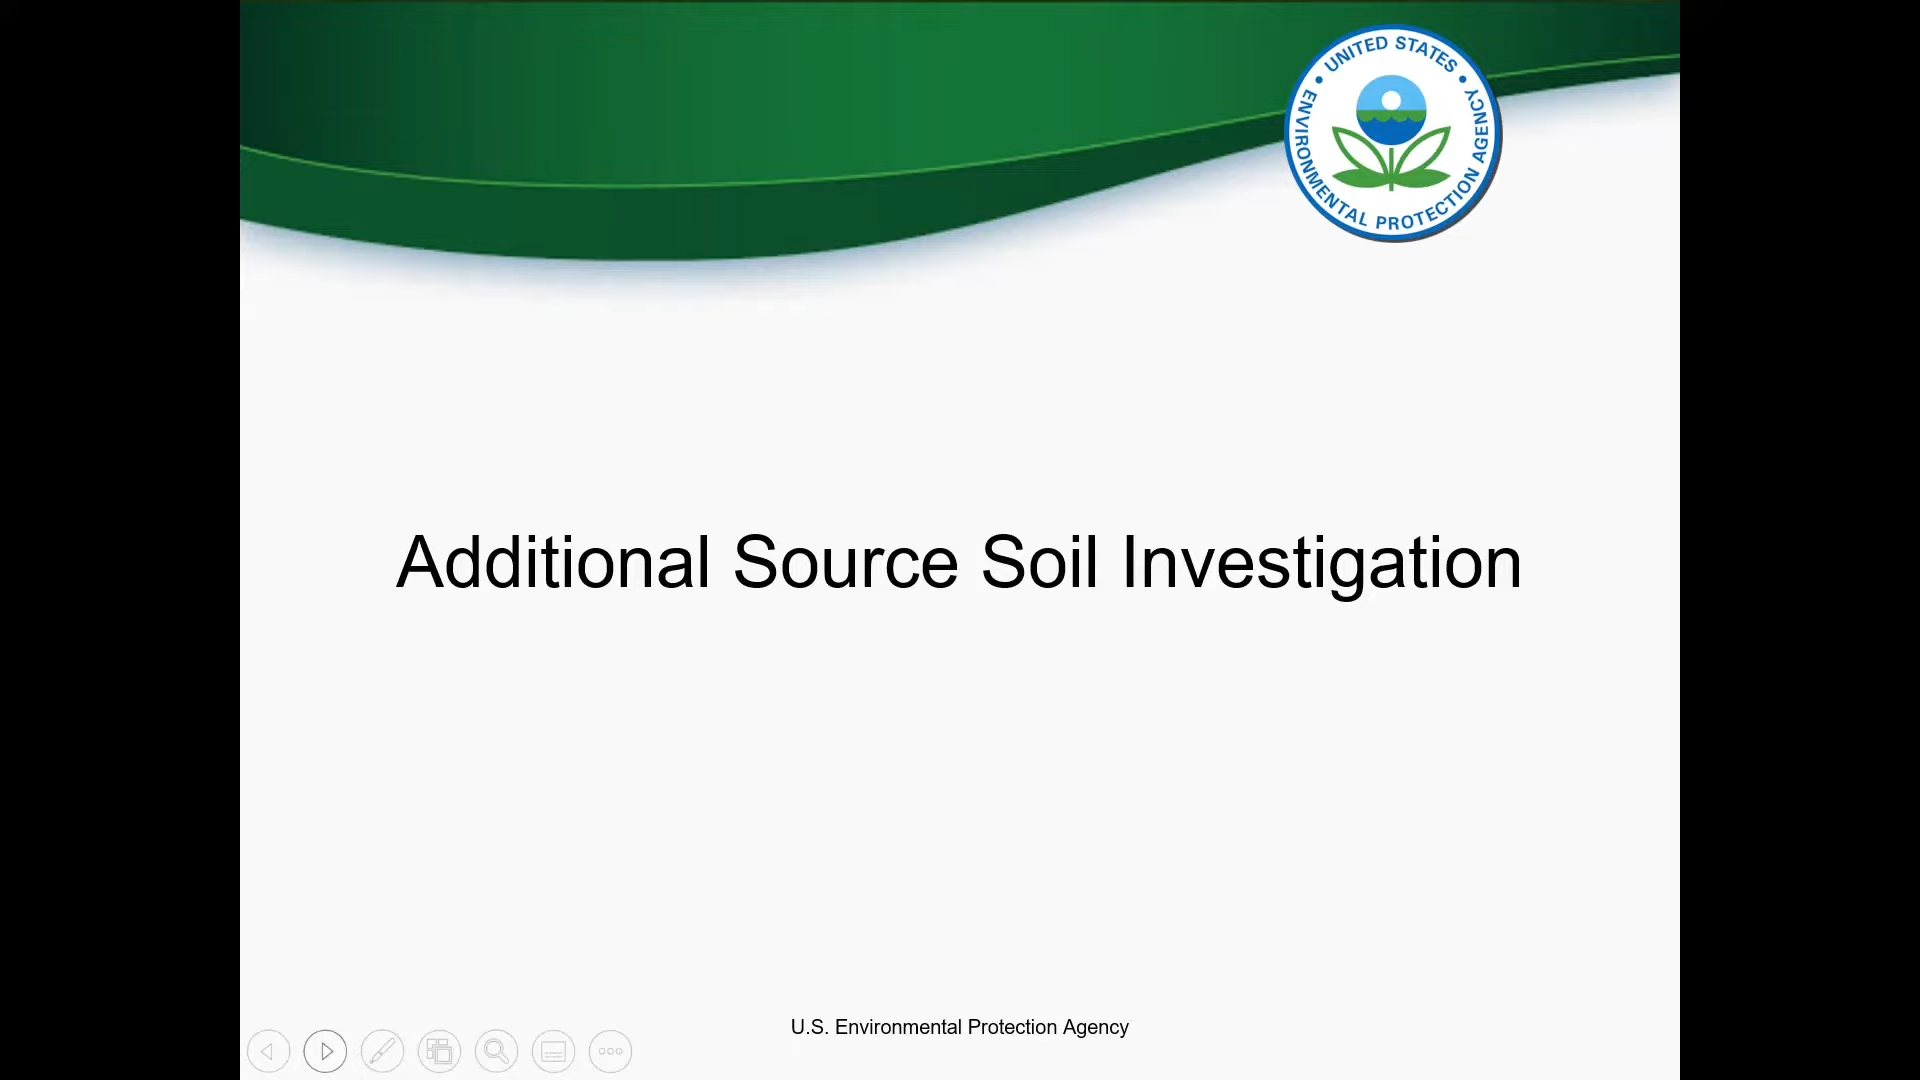 UNITED STATES • ENVIRONMENTAL PROTECTION AGENCY •
Additional Source Soil Investigation
U.S. Environmental Protection Agency